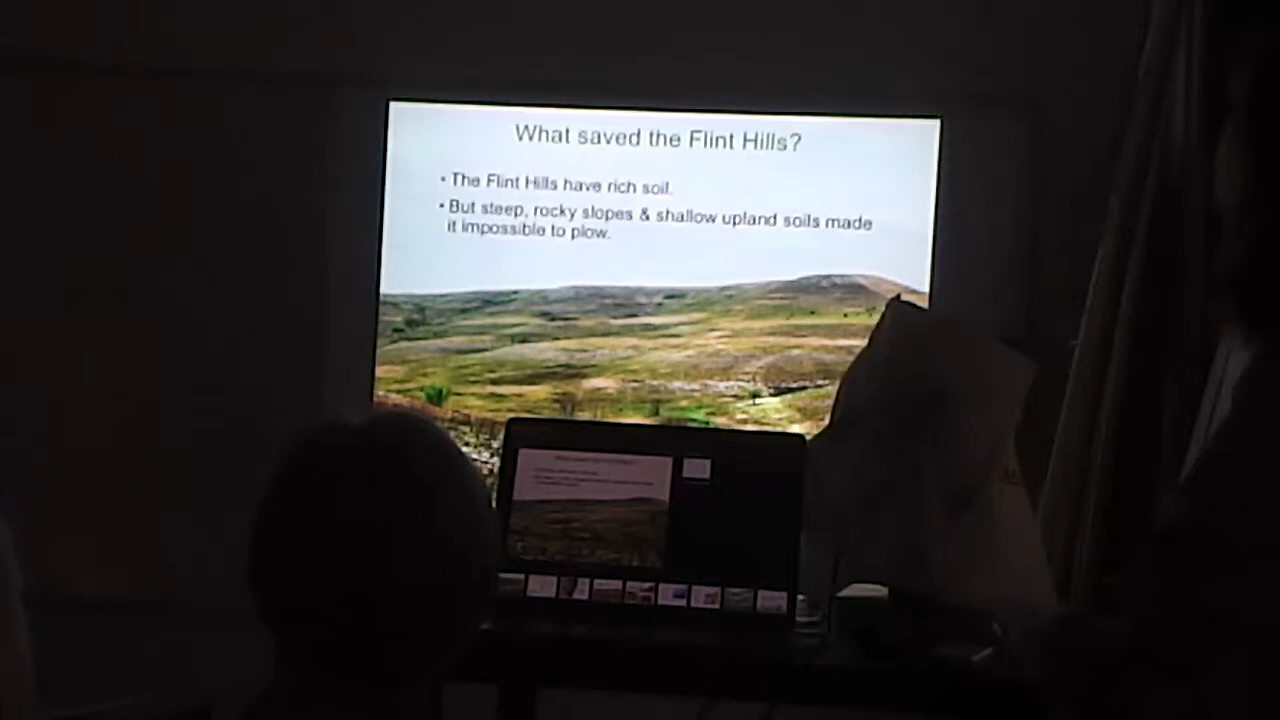 What saved the Flint Hills?
• The Flint Hills have rich soil.
• But steep, rocky slopes & shallow upland soils made
it impossible to plow.